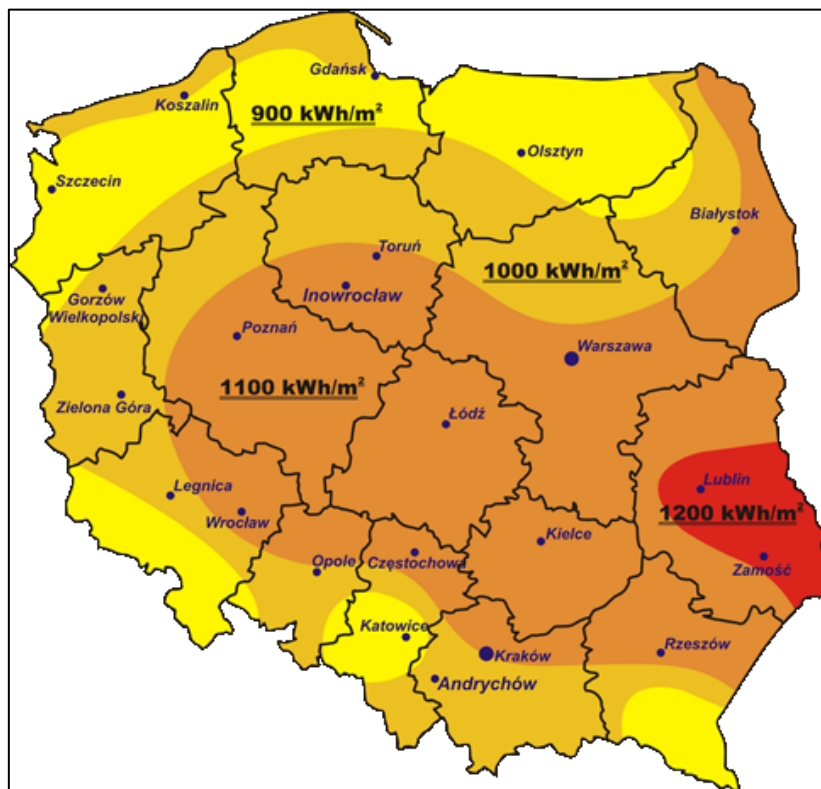 Gdańsk
Koszalin
900 kWh/m²
Olsztyn
Szczecin
Białystok
Toruń
1000 kWh/m²
Gorzów
Wielkopolski
Inowrocław
Poznań
Warszawa
1100 kWh/m²
Zielona Góra
Łódź
Legnica
Lublin
Wrocław
1200 kWh/m²
Kielce
Opole
Częstochowa
Zamość
Katowice
Kraków
Rzeszów
Andrychów